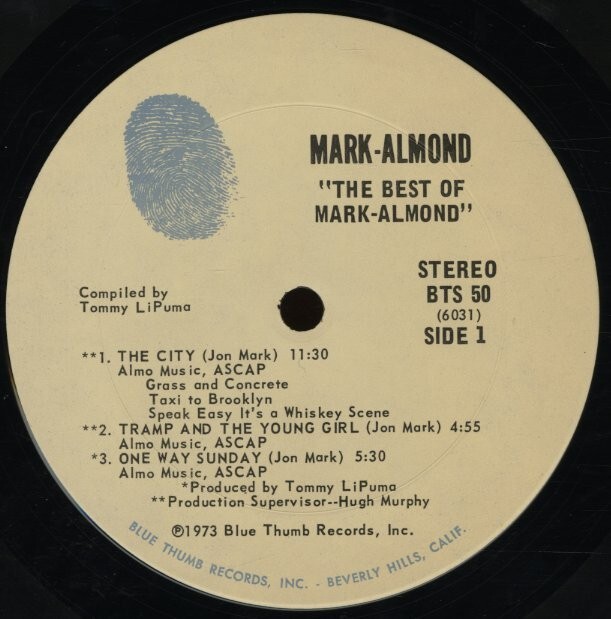 MARK-ALMOND
"THE BEST OF
MARK-ALMOND"
STEREO
BTS 50
(6031)
SIDE 1
Compiled by
Tommy LiPuma
**1. THE CITY (Jon Mark) 11:30
Almo Music, ASCAP
Grass and Concrete
Taxi to Brooklyn
Speak Easy It's a Whiskey Scene
**2. TRAMP AND THE YOUNG GIRL (Jon Mark) 4:55
Almo Music, ASCAP
*3. ONE WAY SUNDAY (Jon Mark) 5:30
Almo Music, ASCAP
*Produced by Tommy LiPuma
**Production Supervisor--Hugh Murphy
℗1973 Blue Thumb Records, Inc.
BLUE THUMB RECORDS, INC. - BEVERLY HILLS, CALIF.